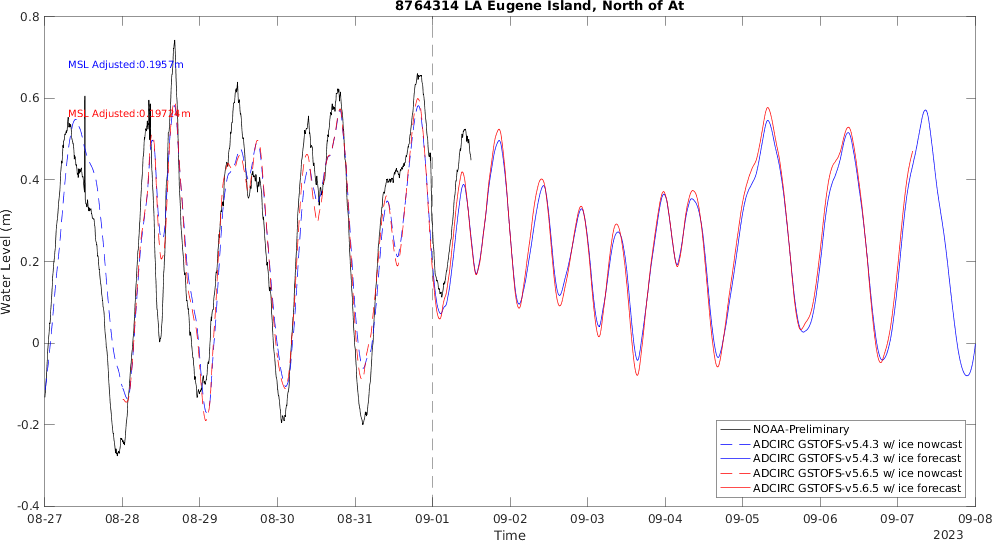 8764314 LA Eugene Island, North of At
MSL Adjusted:0.1957m
MSL Adjusted:0.19724m
Water Level (m)
0.8
0.6
0.4
0.2
0
-0.2
-0.4
NOAA-Preliminary
ADCIRC GSTOFS-v5.4.3 w/ ice nowcast
ADCIRC GSTOFS-v5.4.3 w/ ice forecast
ADCIRC GSTOFS-v5.6.5 w/ ice nowcast
ADCIRC GSTOFS-v5.6.5 w/ ice forecast
08-27 08-28 08-29 08-30 08-31 09-01 09-02 09-03 09-04 09-05 09-06 09-07 09-08
Time
2023